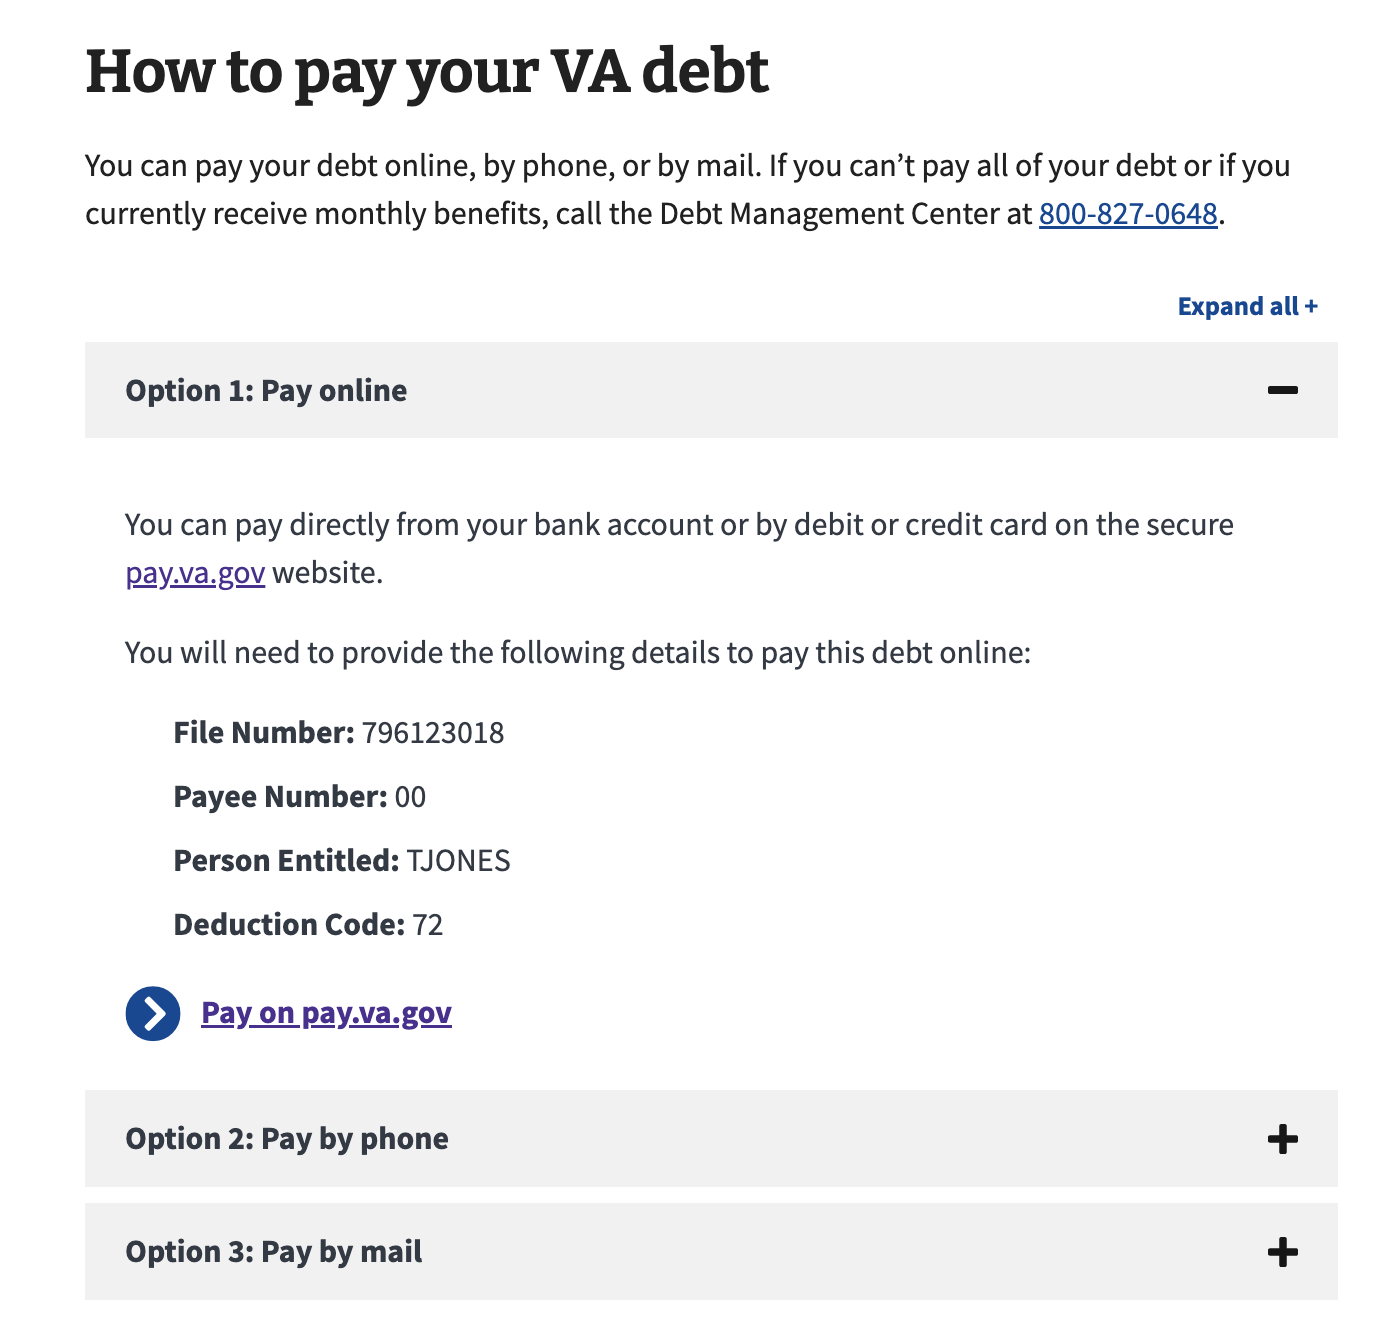 How to pay your VA debt
You can pay your debt online, by phone, or by mail. If you can’t pay all of your debt or if you
currently receive monthly benefits, call the Debt Management Center at 800-827-0648.
Expand all +
Option 1: Pay online
You can pay directly from your bank account or by debit or credit card on the secure
pay.va.gov website.
You will need to provide the following details to pay this debt online:
File Number: 796123018
Payee Number: 00
Person Entitled: TJONES
Deduction Code: 72
Pay on pay.va.gov
Option 2: Pay by phone
Option 3: Pay by mail